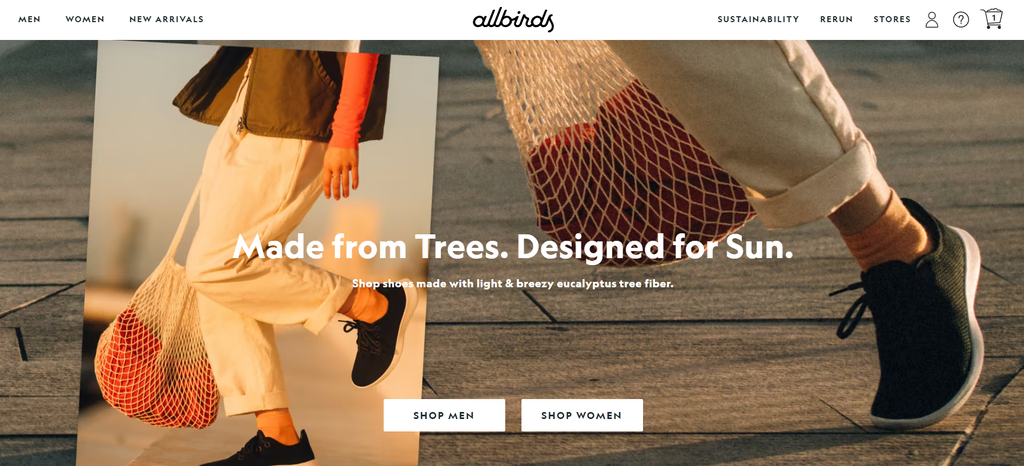 MEN WOMEN NEW ARRIVALS allbirds SUSTAINABILITY RERUN STORES ? 1
Made from Trees. Designed for Sun.
Shop shoes made with light & breezy eucalyptus tree fiber.
SHOP MEN SHOP WOMEN